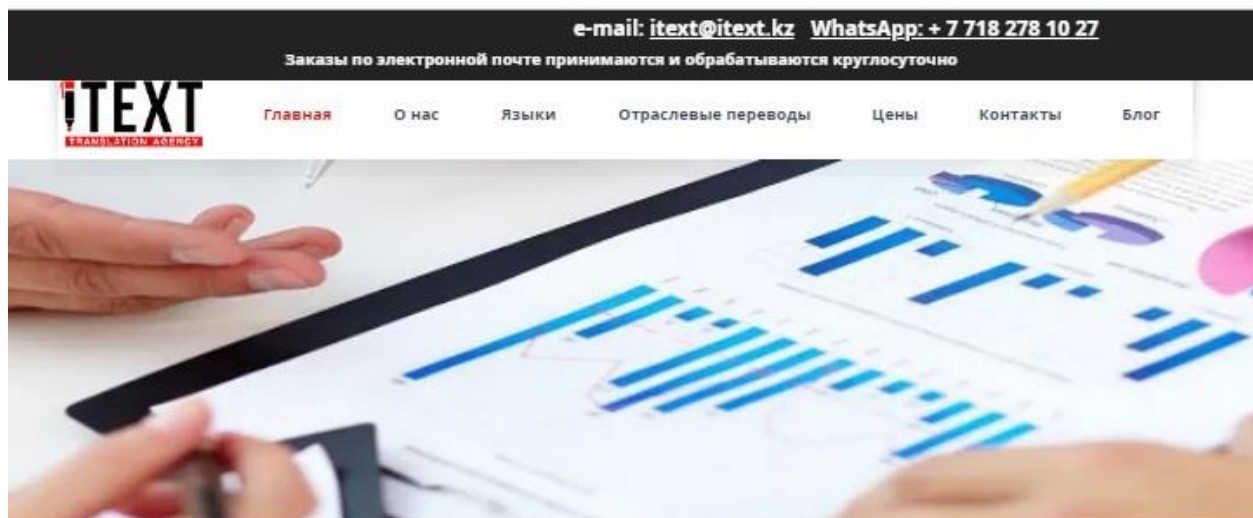 e-mail: itext@itext.kz WhatsApp: + 7 718 278 10 27
Заказы по электронной почте принимаются и обрабатываются круглосуточно
iTEXT
TRANSLATION AGENCY
Главная О нас Языки Отраслевые переводы Цены Контакты Блог